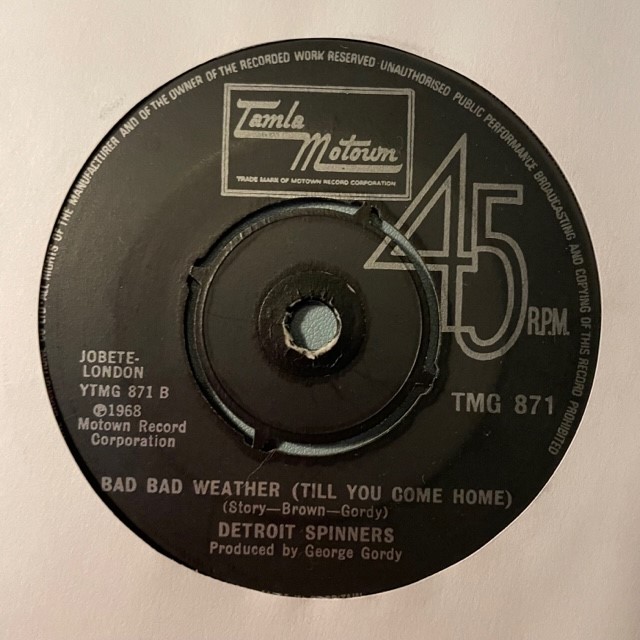 ALL RIGHTS OF THE MANUFACTURER AND OF THE OWNER OF THE RECORDED WORK RESERVED · UNAUTHORISED PUBLIC PERFORMANCE BROADCASTING AND COPYING OF THIS RECORD PROHIBITED
Tamla
Motown
TRADE MARK OF MOTOWN RECORD CORPORATION
45
R.P.M.
JOBETE-
LONDON
YTMG 871 B
℗1968
Motown Record
Corporation
TMG 871
BAD BAD WEATHER (TILL YOU COME HOME)
(Story—Brown—Gordy)
DETROIT SPINNERS
Produced by George Gordy